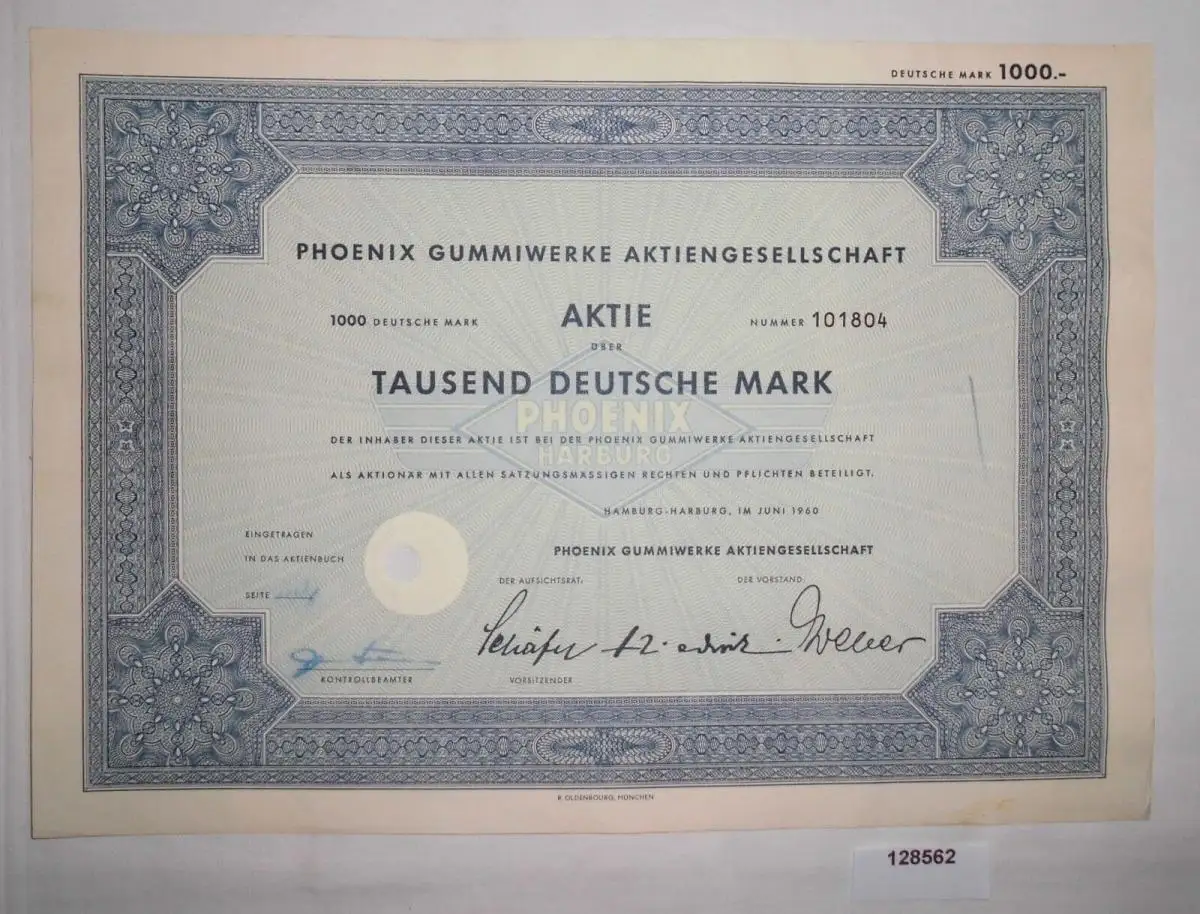 DEUTSCHE MARK 1000.-
PHOENIX GUMMIWERKE AKTIENGESELLSCHAFT
1000 DEUTSCHE MARK AKTIE NUMMER 101804
ÜBER
TAUSEND DEUTSCHE MARK
PHOENIX
DER INHABER DIESER AKTIE IST BEI DER PHOENIX GUMMIWERKE AKTIENGESELLSCHAFT
HARBURG
ALS AKTIONÄR MIT ALLEN SATZUNGSMÄSSIGEN RECHTEN UND PFLICHTEN BETEILIGT.
HAMBURG-HARBURG, IM JUNI 1960
EINGETRAGEN
IN DAS AKTIENBUCH
SEITE
PHOENIX GUMMIWERKE AKTIENGESELLSCHAFT
DER AUFSICHTSRAT, DER VORSTAND
Schäfer Weber
KONTROLLBEAMTER VORSITZENDER
R. OLDENBOURG, MÜNCHEN
128562